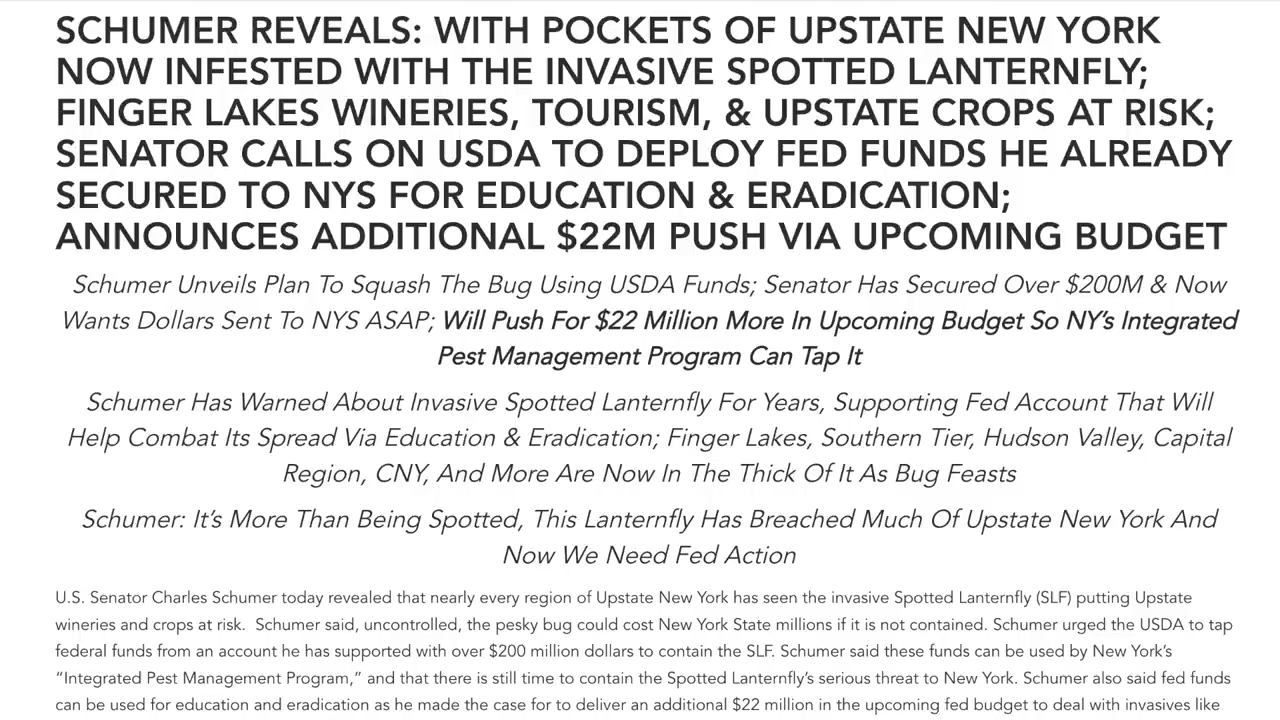 SCHUMER REVEALS: WITH POCKETS OF UPSTATE NEW YORK
NOW INFESTED WITH THE INVASIVE SPOTTED LANTERNFLY;
FINGER LAKES WINERIES, TOURISM, & UPSTATE CROPS AT RISK;
SENATOR CALLS ON USDA TO DEPLOY FED FUNDS HE ALREADY
SECURED TO NYS FOR EDUCATION & ERADICATION;
ANNOUNCES ADDITIONAL $22M PUSH VIA UPCOMING BUDGET
Schumer Unveils Plan To Squash The Bug Using USDA Funds; Senator Has Secured Over $200M & Now
Wants Dollars Sent To NYS ASAP; Will Push For $22 Million More In Upcoming Budget So NY's Integrated
Pest Management Program Can Tap It
Schumer Has Warned About Invasive Spotted Lanternfly For Years, Supporting Fed Account That Will
Help Combat Its Spread Via Education & Eradication; Finger Lakes, Southern Tier, Hudson Valley, Capital
Region, CNY, And More Are Now In The Thick Of It As Bug Feasts
Schumer: It's More Than Being Spotted, This Lanternfly Has Breached Much Of Upstate New York And
Now We Need Fed Action
U.S. Senator Charles Schumer today revealed that nearly every region of Upstate New York has seen the invasive Spotted Lanternfly (SLF) putting Upstate
wineries and crops at risk.  Schumer said, uncontrolled, the pesky bug could cost New York State millions if it is not contained. Schumer urged the USDA to tap
federal funds from an account he has supported with over $200 million dollars to contain the SLF. Schumer said these funds can be used by New York's
“Integrated Pest Management Program,” and that there is still time to contain the Spotted Lanternfly's serious threat to New York. Schumer also said fed funds
can be used for education and eradication as he made the case for to deliver an additional $22 million in the upcoming fed budget to deal with invasives like